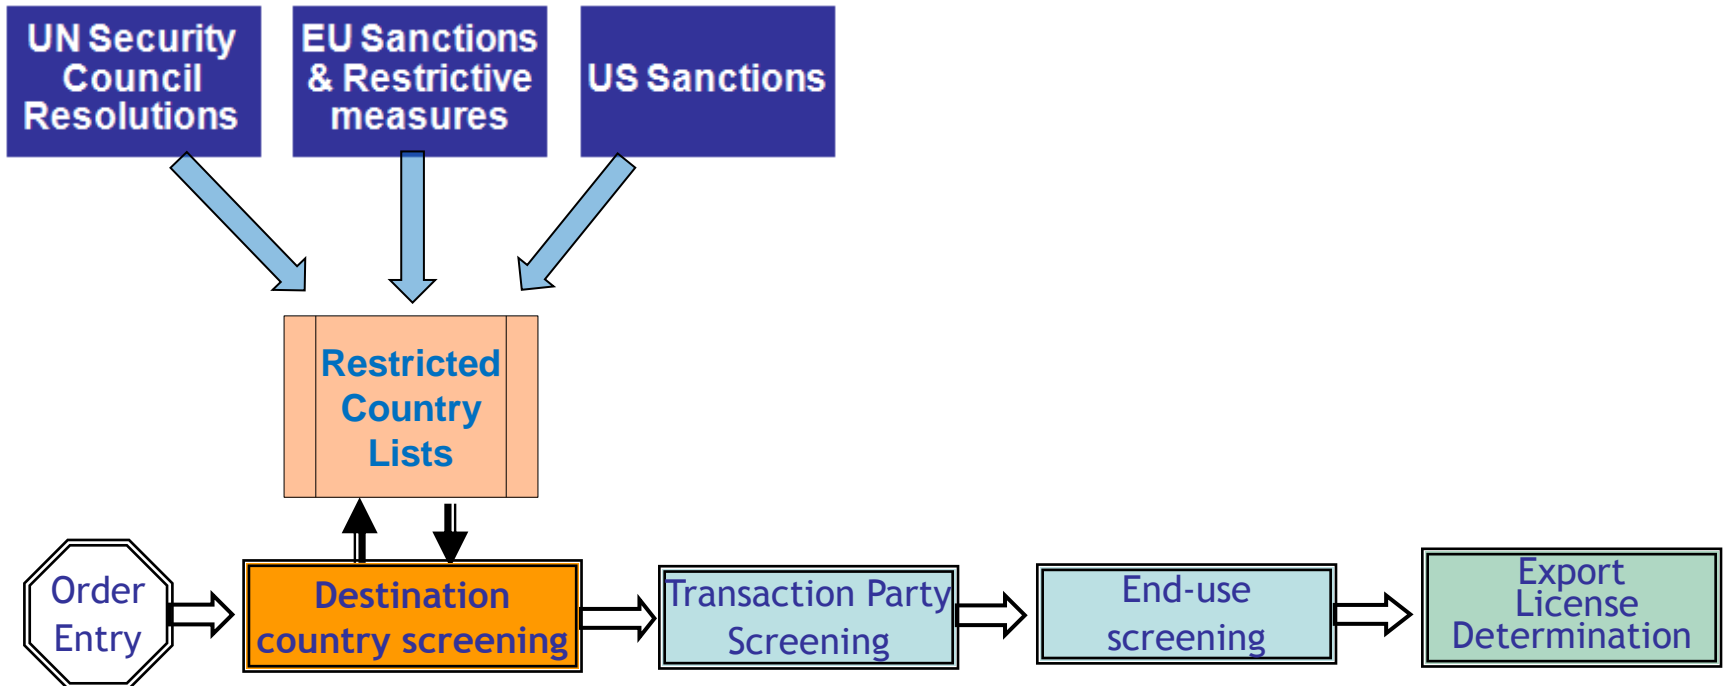 UN Security
Council
Resolutions
EU Sanctions
& Restrictive
measures
US Sanctions
Restricted
Country
Lists
Order
Entry
Destination
country screening
Transaction Party
Screening
End-use
screening
Export
License
Determination